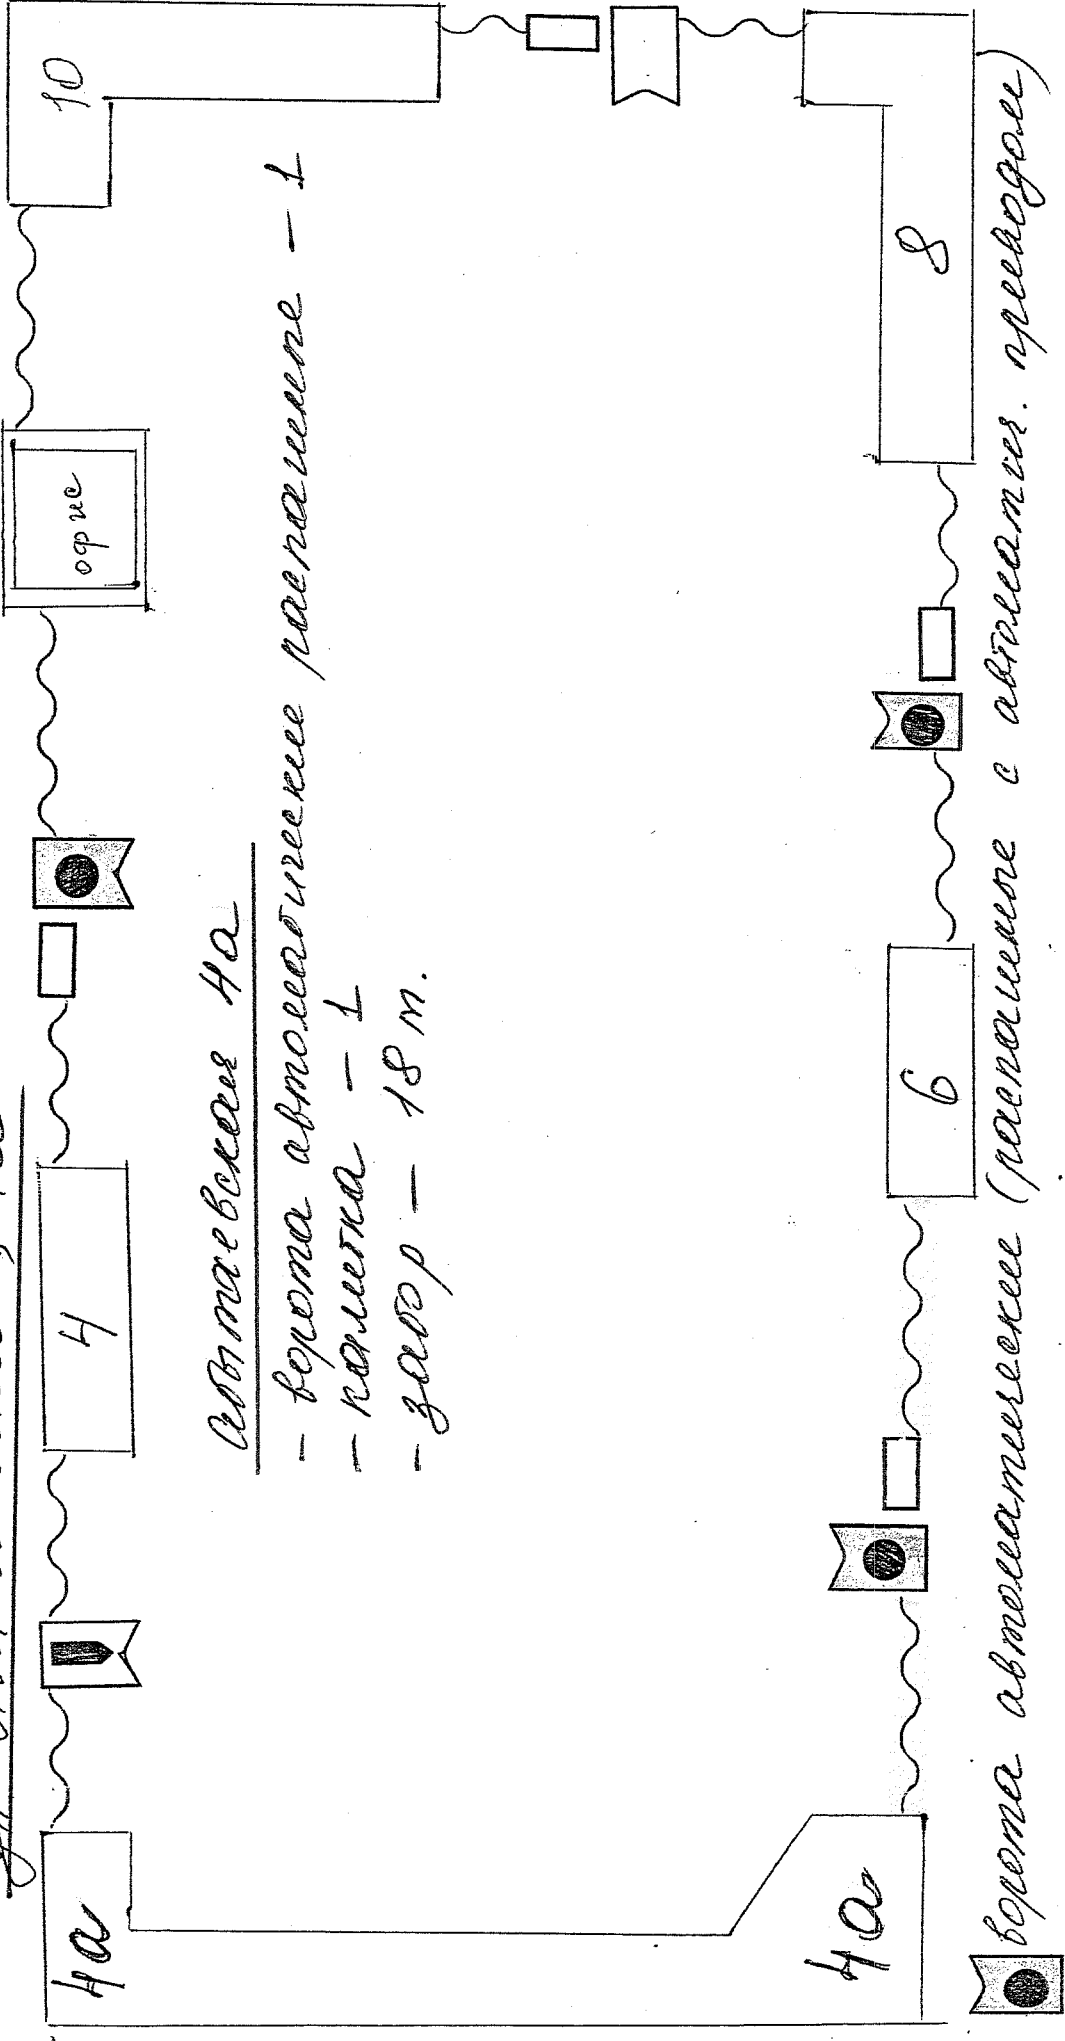 4а
4
офис
10
Абытаевская 4а
– ворота автоматические распашные – 1
– калитка – 1
– забор – 18 м.
4а
6
8
ворота автоматические (распашные с автоматич. приводом)